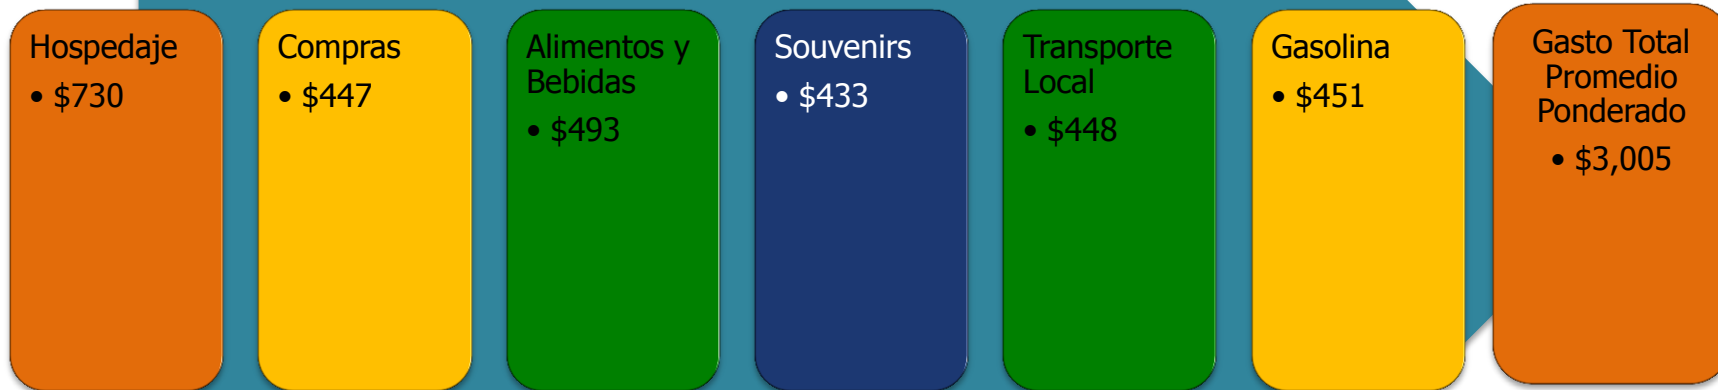 Hospedaje
• $730
Compras
• $447
Alimentos y
Bebidas
• $493
Souvenirs
• $433
Transporte
Local
• $448
Gasolina
• $451
Gasto Total
Promedio
Ponderado
• $3,005